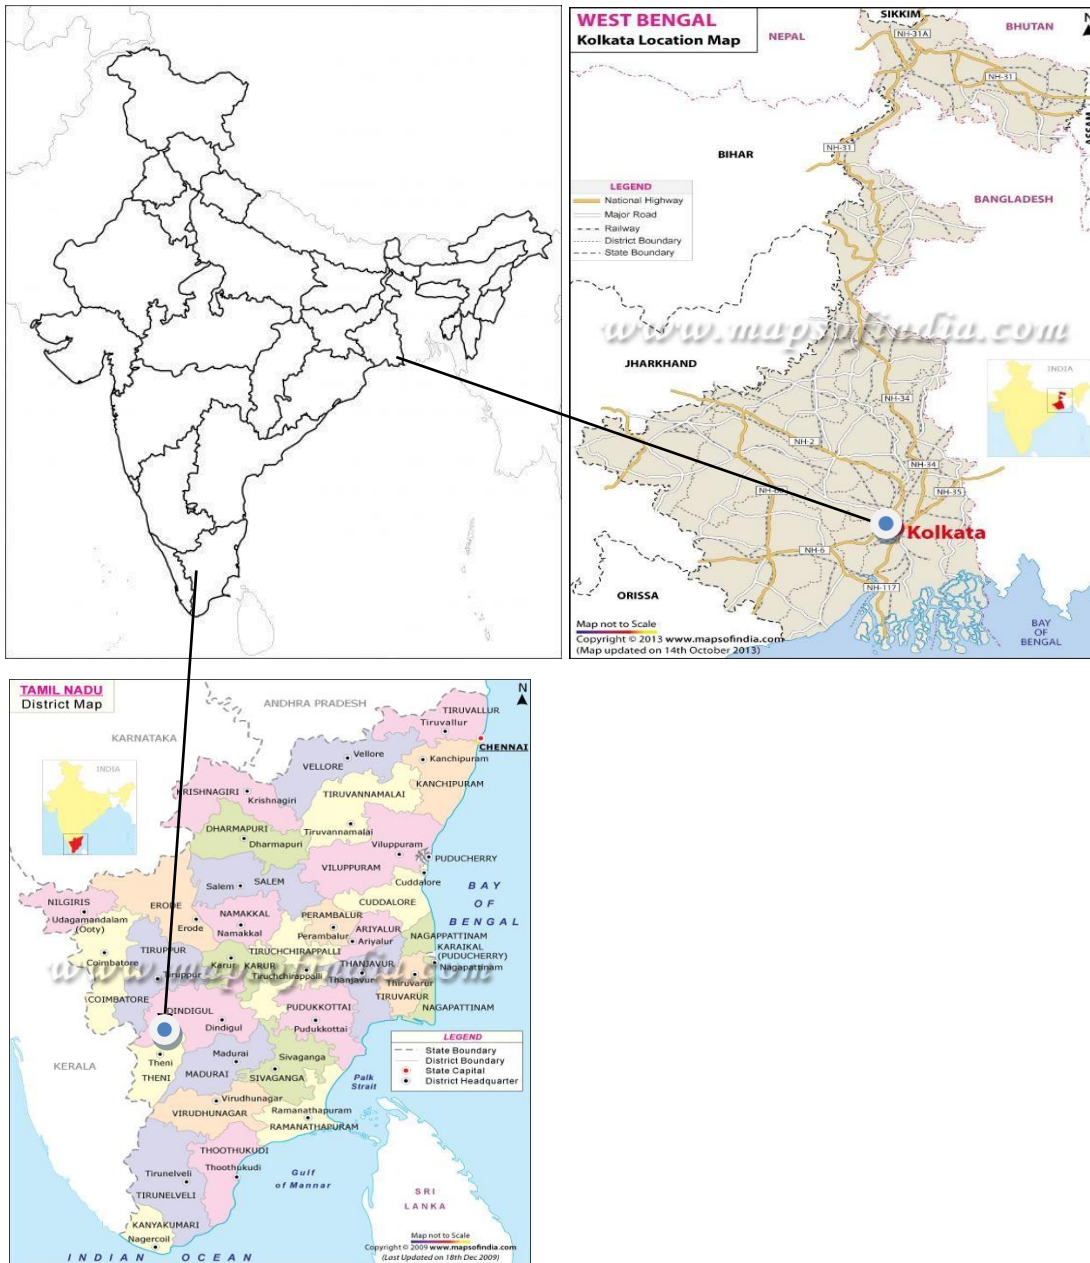 WEST BENGAL
Kolkata Location Map
SIKKIM
N
NEPAL
NH-31A
BHUTAN
NH-31
ASSAM
NH-31
BIHAR
BANGLADESH
LEGEND
National Highway
Major Road
Railway
District Boundary
State Boundary
www.mapsofindia.com
JHARKHAND
INDIA
NH-34
NH-2
NH-34
NH-35
Kolkata
NH-6
NH-117
ORISSA
BAY
OF
BENGAL
Map not to Scale
Copyright © 2013 www.mapsofindia.com
(Map updated on 14th October 2013)
TAMIL NADU
District Map
N
ANDHRA PRADESH
KARNATAKA
INDIA
TIRUVALLUR
Tiruvallur
CHENNAI
Vellore
VELLORE
Kanchipuram
KANCHIPURAM
KRISHNAGIRI
Krishnagiri
TIRUVANNAMALAI
Tiruvannamalai
DHARMAPURI
Dharmapuri
Viluppuram
VILUPPURAM
PUDUCHERRY
Cuddalore
CUDDALORE
Salem
SALEM
NILGIRIS
Udagamandalam
(Ooty)
ERODE
Erode
NAMAKKAL
Namakkal
PERAMBALUR
Perambalur
ARIYALUR
Ariyalur
BAY
OF
BENGAL
NAGAPPATTINAM
KARAIKAL
(PUDUCHERRY)
Nagapattinam
Coimbatore
COIMBATORE
TIRUPPUR
Tiruppur
Karur
KARUR
TIRUCHCHIRAPPALLI
Tiruchchirappalli
THANJAVUR
Thanjavur
Thiruvarur
TIRUVARUR
NAGAPATTINAM
www.mapsofindia.com
DINDIGUL
Dindigul
PUDUKKOTTAI
Pudukkottai
KERALA
Theni
THENI
Madurai
MADURAI
Sivaganga
SIVAGANGA
Palk
Strait
LEGEND
State Boundary
District Boundary
State Capital
District Headquarter
Virudhunagar
VIRUDHUNAGAR
Ramanathapuram
RAMANATHAPURAM
THOOTHUKUDI
Thoothukudi
Tirunelveli
TIRUNELVELI
Gulf
of Mannar
SRI
LANKA
KANYAKUMARI
Nagercoil
INDIAN OCEAN
Map not to Scale
Copyright © 2009 www.mapsofindia.com
(Last Updated on 18th Dec 2009)